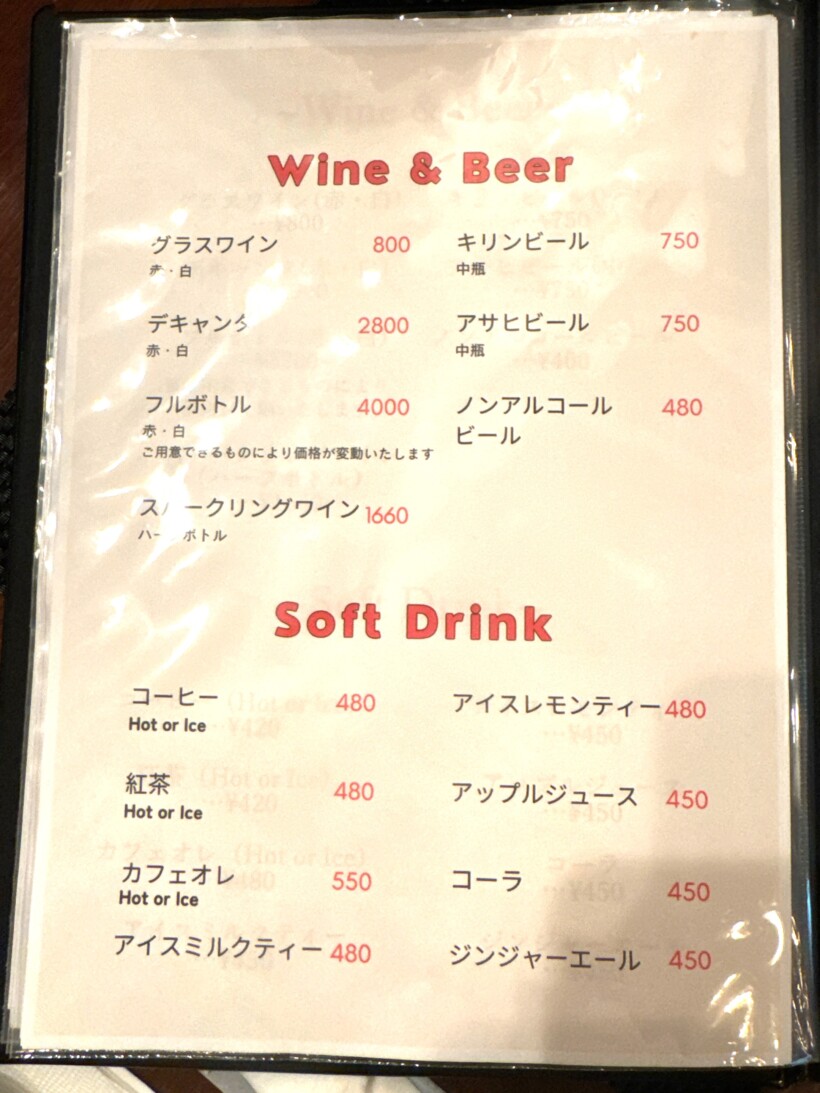 Wine & Beer
グラスワイン 800
赤・白
デキャンタ 2800
赤・白
フルボトル 4000
赤・白
ご用意できるものにより価格が変動いたします
スパークリングワイン 1660
ハーフボトル
キリンビール 750
中瓶
アサヒビール 750
中瓶
ノンアルコール 480
ビール
Soft Drink
コーヒー 480
Hot or Ice
紅茶 480
Hot or Ice
カフェオレ 550
Hot or Ice
アイスミルクティー 480
アイスレモンティー 480
アップルジュース 450
コーラ 450
ジンジャーエール 450